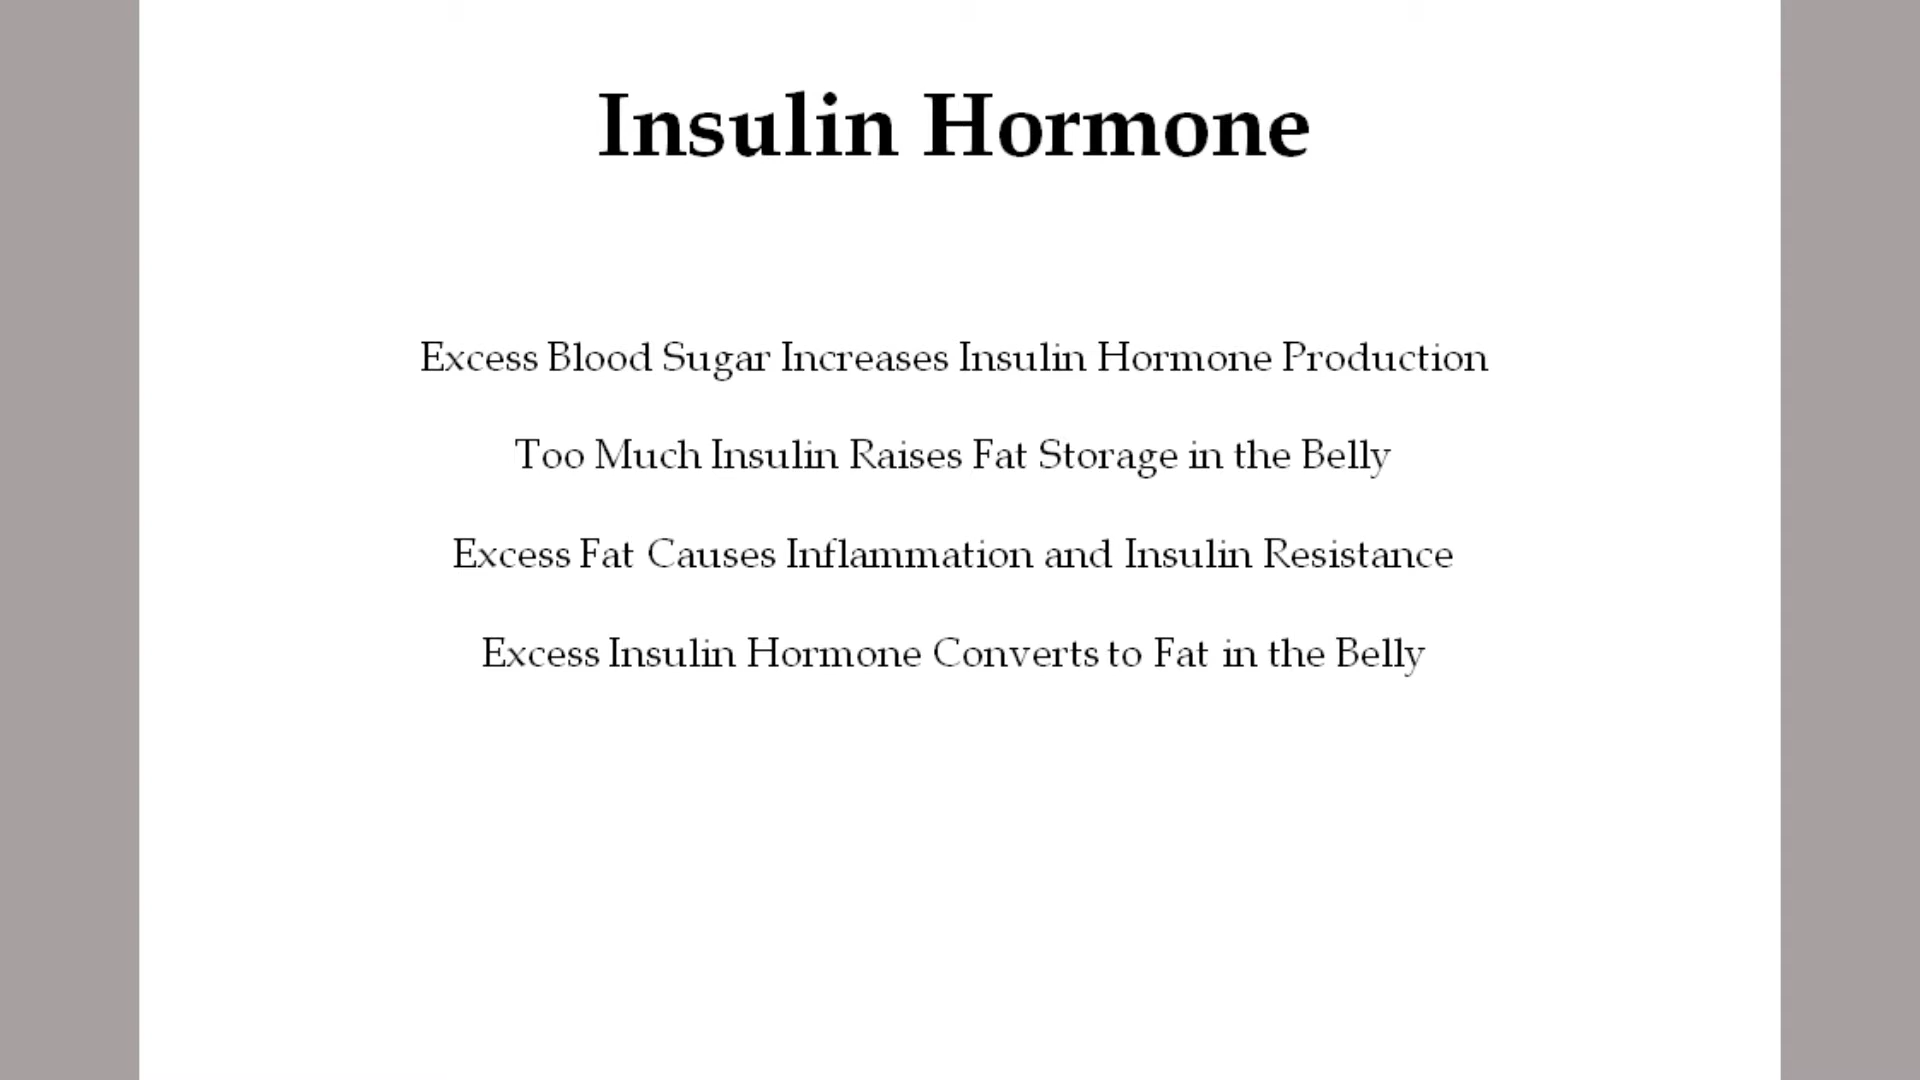 Insulin Hormone
Excess Blood Sugar Increases Insulin Hormone Production
Too Much Insulin Raises Fat Storage in the Belly
Excess Fat Causes Inflammation and Insulin Resistance
Excess Insulin Hormone Converts to Fat in the Belly